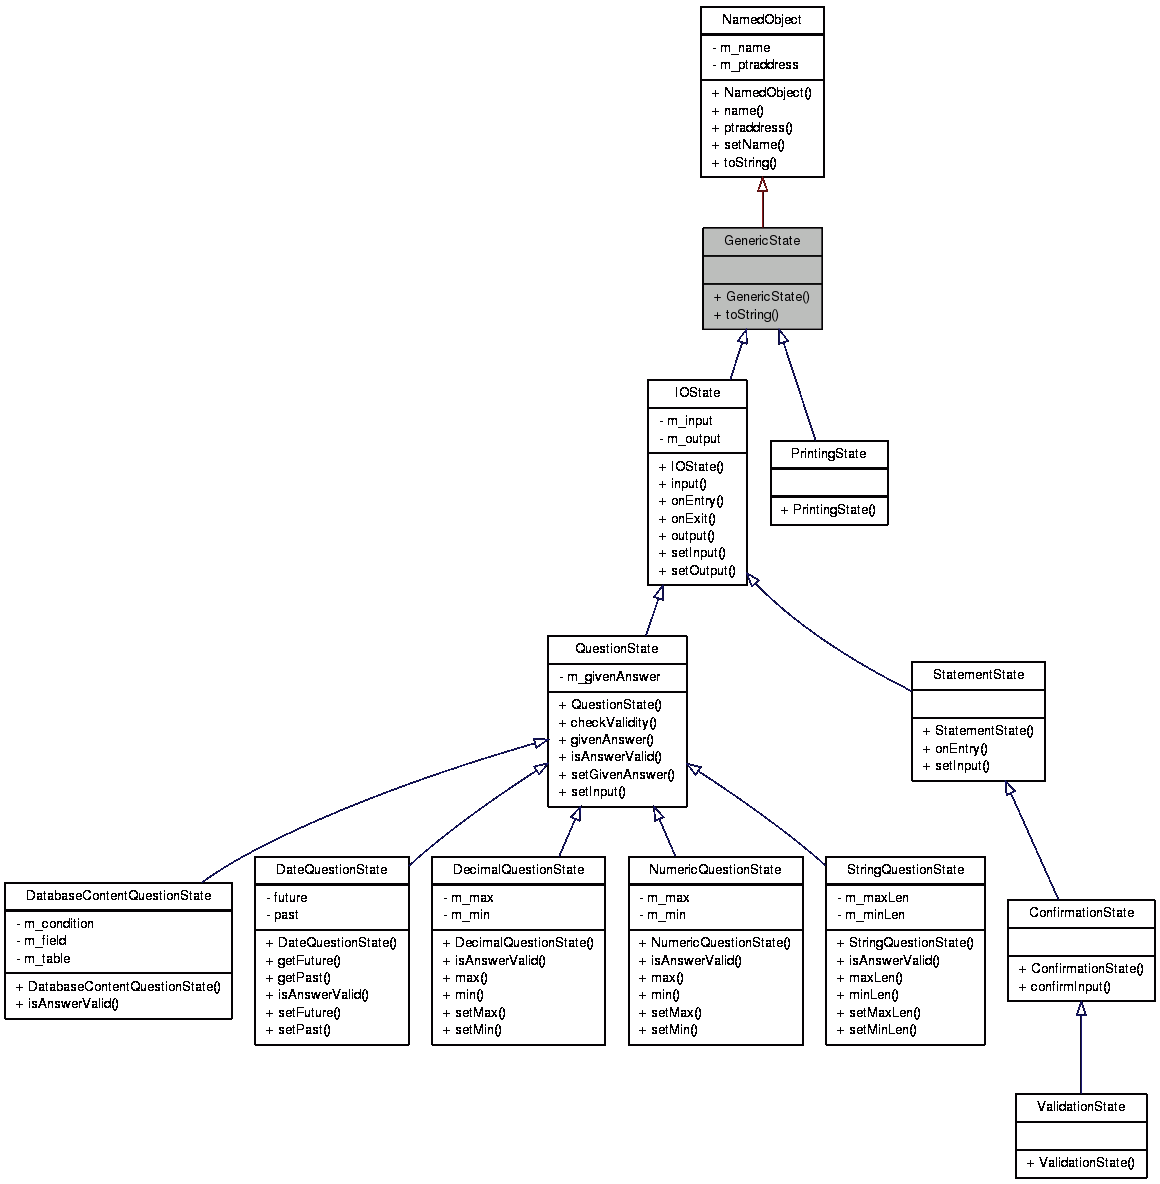 NamedObject
- m_name
- m_ptraddress
+ NamedObject()
+ name()
+ ptraddress()
+ setName()
+ toString()
GenericState
+ GenericState()
+ toString()
IOState
- m_input
- m_output
+ IOState()
+ input()
+ onEntry()
+ onExit()
+ output()
+ setInput()
+ setOutput()
PrintingState
+ PrintingState()
QuestionState
- m_givenAnswer
+ QuestionState()
+ checkValidity()
+ givenAnswer()
+ isAnswerValid()
+ setGivenAnswer()
+ setInput()
StatementState
+ StatementState()
+ onEntry()
+ setInput()
DatabaseContentQuestionState
- m_condition
- m_field
- m_table
+ DatabaseContentQuestionState()
+ isAnswerValid()
DateQuestionState
- future
- past
+ DateQuestionState()
+ getFuture()
+ getPast()
+ isAnswerValid()
+ setFuture()
+ setPast()
DecimalQuestionState
- m_max
- m_min
+ DecimalQuestionState()
+ isAnswerValid()
+ max()
+ min()
+ setMax()
+ setMin()
NumericQuestionState
- m_max
- m_min
+ NumericQuestionState()
+ isAnswerValid()
+ max()
+ min()
+ setMax()
+ setMin()
StringQuestionState
- m_maxLen
- m_minLen
+ StringQuestionState()
+ isAnswerValid()
+ maxLen()
+ minLen()
+ setMaxLen()
+ setMinLen()
ConfirmationState
+ ConfirmationState()
+ confirmInput()
ValidationState
+ ValidationState()